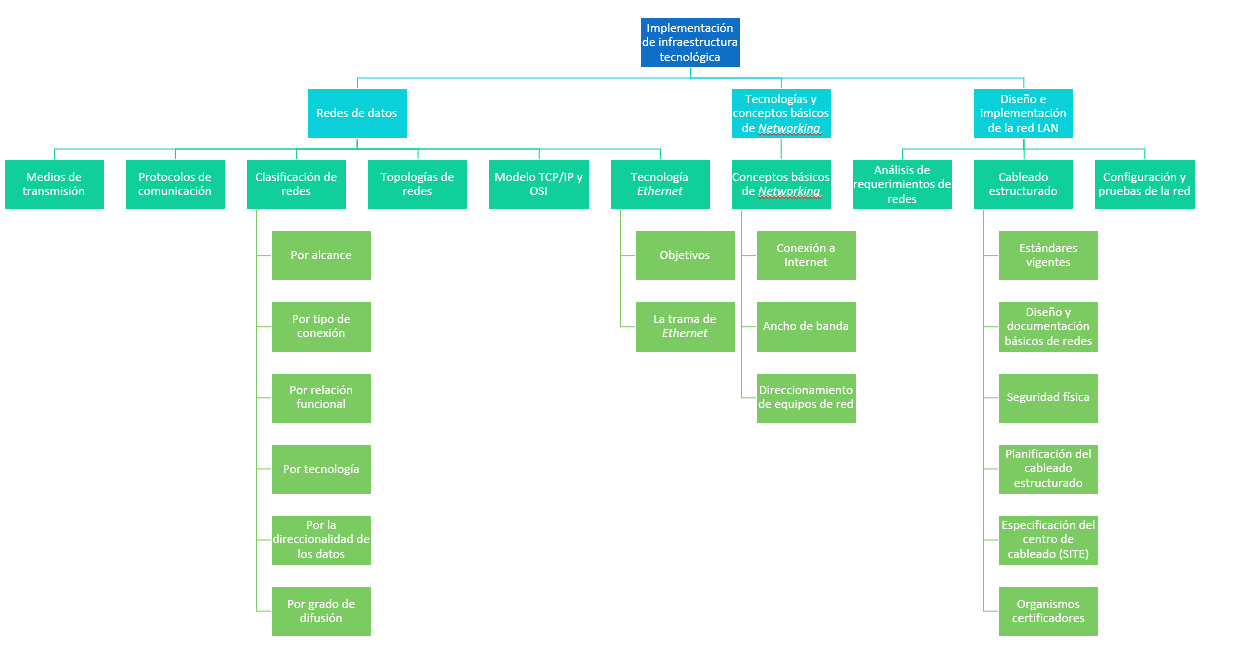 Implementación
de infraestructura
tecnológica
Redes de datos
Tecnologías y
conceptos básicos
de Networking
Diseño e
implementación
de la red LAN
Medios de
transmisión
Protocolos de
comunicación
Clasificación de
redes
Topologías de
redes
Modelo TCP/IP y
OSI
Tecnología
Ethernet
Conceptos básicos
de Networking
Análisis de
requerimientos de
redes
Cableado
estructurado
Configuración y
pruebas de la red
Por alcance
Por tipo de
conexión
Por relación
funcional
Por tecnología
Por la
direccionalidad de
los datos
Por grado de
difusión
Objetivos
La trama de
Ethernet
Conexión a
Internet
Ancho de banda
Direccionamiento
de equipos de red
Estándares
vigentes
Diseño y
documentación
básicos de redes
Seguridad física
Planificación del
cableado
estructurado
Especificación del
centro de
cableado (SITE)
Organismos
certificadores